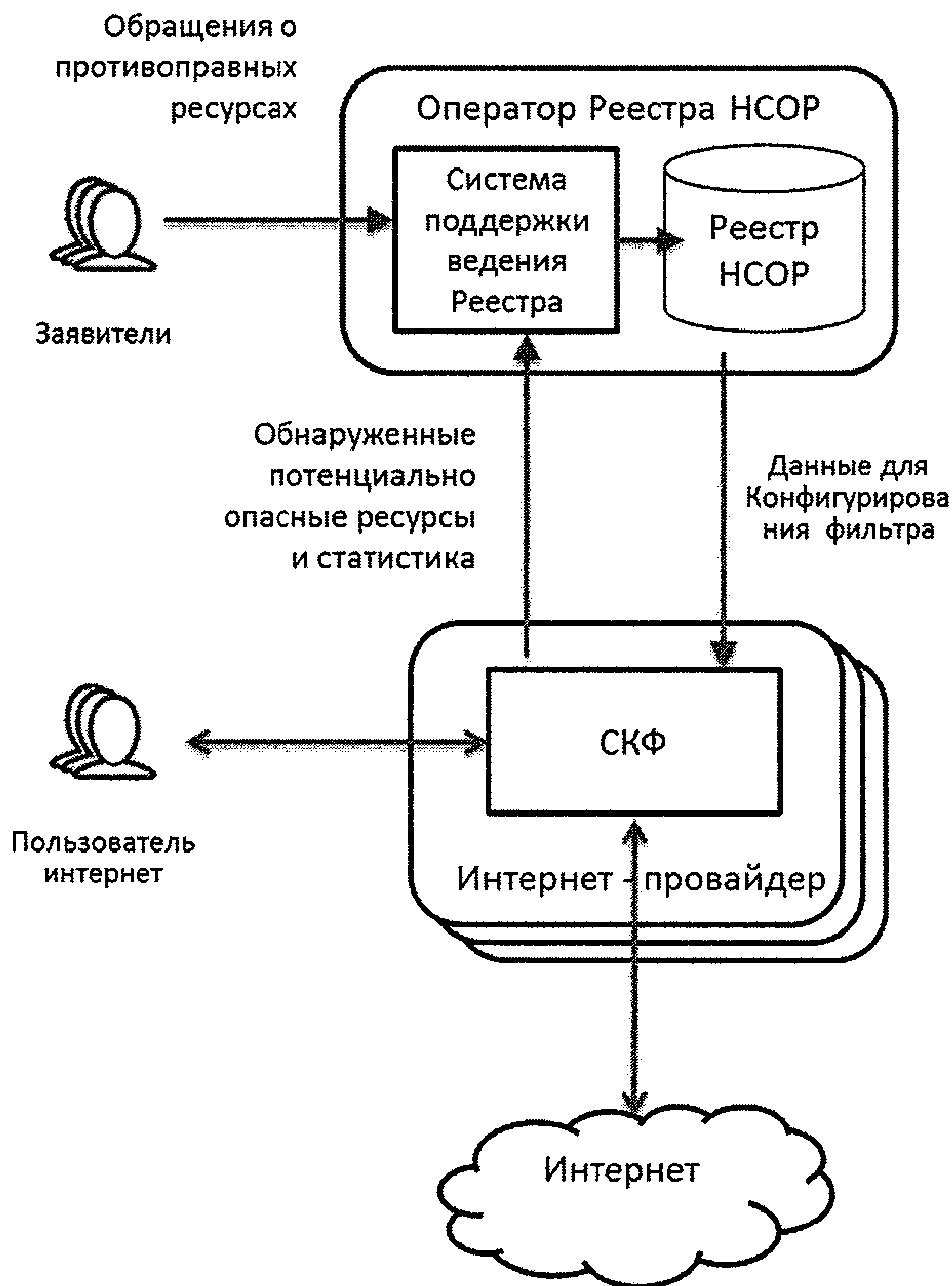 Обращения о
противоправных
ресурсах
Оператор Реестра НСОР
Система
поддержки
ведения
Реестра
Реестр
НСОР
Заявители
Обнаруженные
потенциально
опасные ресурсы
и статистика
Данные для
Конфигурирова
ния фильтра
СКФ
Пользователь
интернет
Интернет - провайдер
Интернет